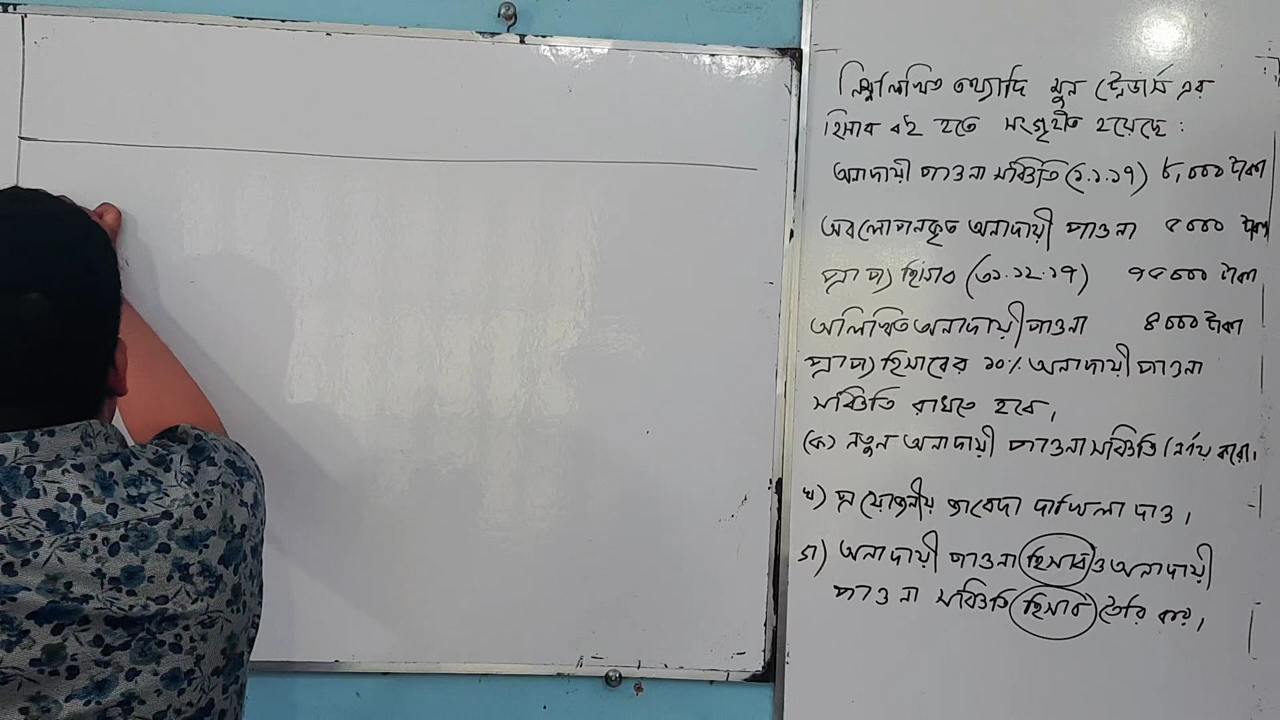 নিম্নলিখিত তথ্যাদি মুন ট্রেডার্স এর
হিসাব বই হতে সংগৃহীত হয়েছে :
অনাদায়ী পাওনা সঞ্চিতি (১.১.১৭) ৮,০০০ টাকা
অবলোপনকৃত অনাদায়ী পাওনা ৫০০০ টাকা
প্রাপ্য হিসাব (৩১.১২.১৭) ৭৫০০০ টাকা
অলিখিত অনাদায়ী পাওনা ৪০০০ টাকা
প্রাপ্য হিসাবের ১০% অনাদায়ী পাওনা
সঞ্চিতি রাখতে হবে।
(ক) নতুন অনাদায়ী পাওনা সঞ্চিতি নির্ণয় করো।
খ) প্রয়োজনীয় জাবেদা দাখিলা দাও।
গ) অনাদায়ী পাওনা হিসাব ও অনাদায়ী
পাওনা সঞ্চিতি হিসাব তৈরি কর।